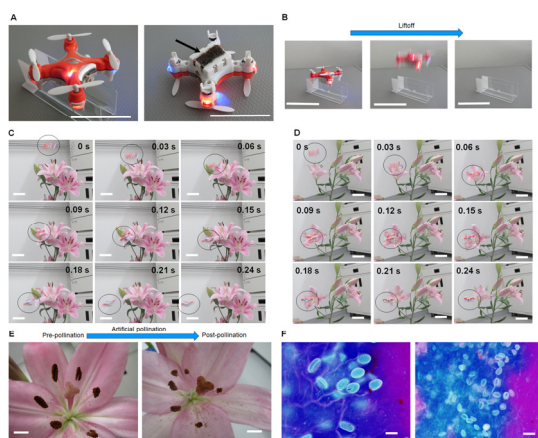 A
B
Liftoff
C
0 s
0.03 s
0.06 s
0.09 s
0.12 s
0.15 s
0.18 s
0.21 s
0.24 s
D
0 s
0.03 s
0.06 s
0.09 s
0.12 s
0.15 s
0.18 s
0.21 s
0.24 s
E
Artificial pollination
Pre-pollination
Post-pollination
F